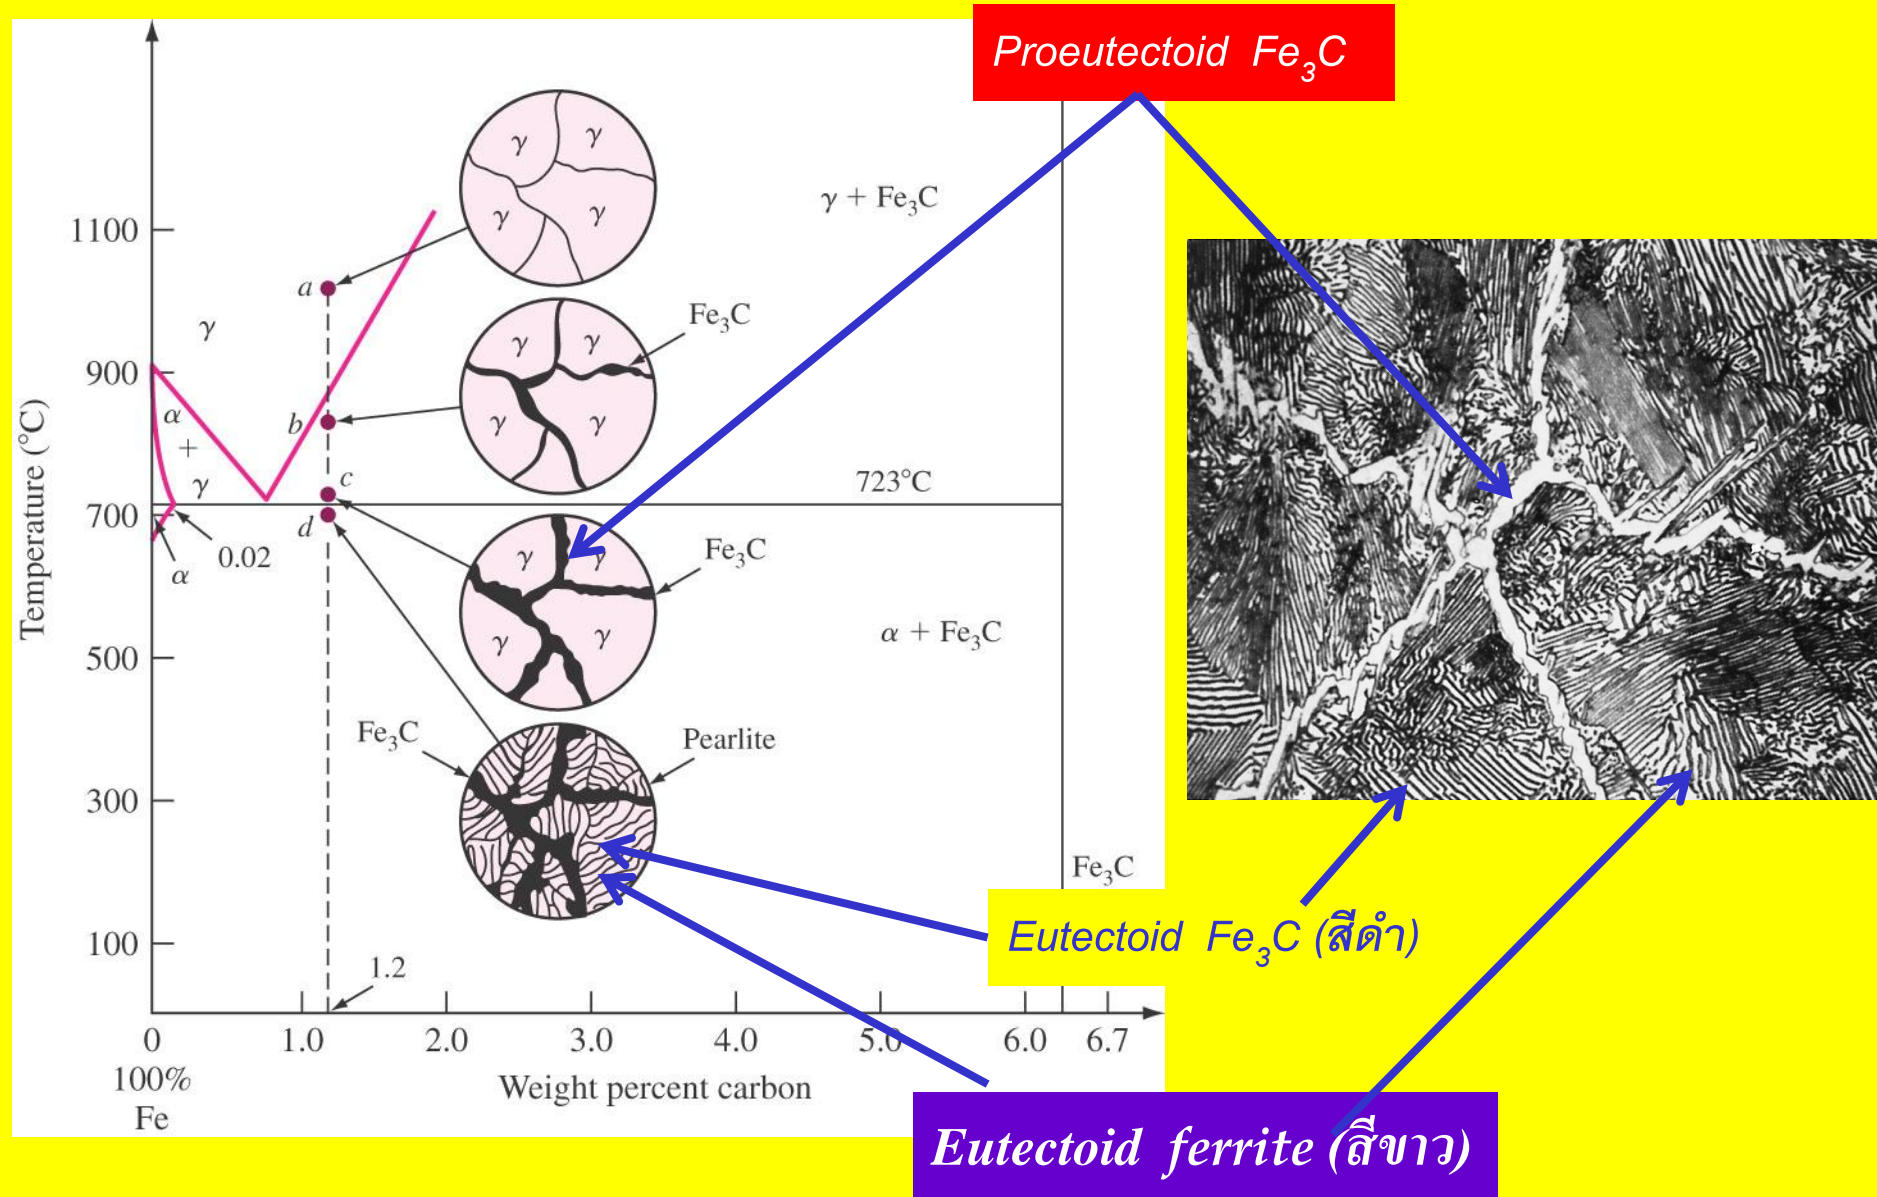 Proeutectoid Fe3C
γ γ
γ γ
γ + Fe3C
1100
a
γ
Fe3C
900
γ γ
α
+
γ
b
γ γ
c
723°C
700
d
0.02
α
γ γ
Fe3C
γ γ
α + Fe3C
Temperature (°C)
500
Fe3C
Pearlite
300
Fe3C
Eutectoid Fe3C (สีดำ)
100
1.2
0 1.0 2.0 3.0 4.0 5.0 6.0 6.7
100%
Fe
Weight percent carbon
Eutectoid ferrite (สีขาว)